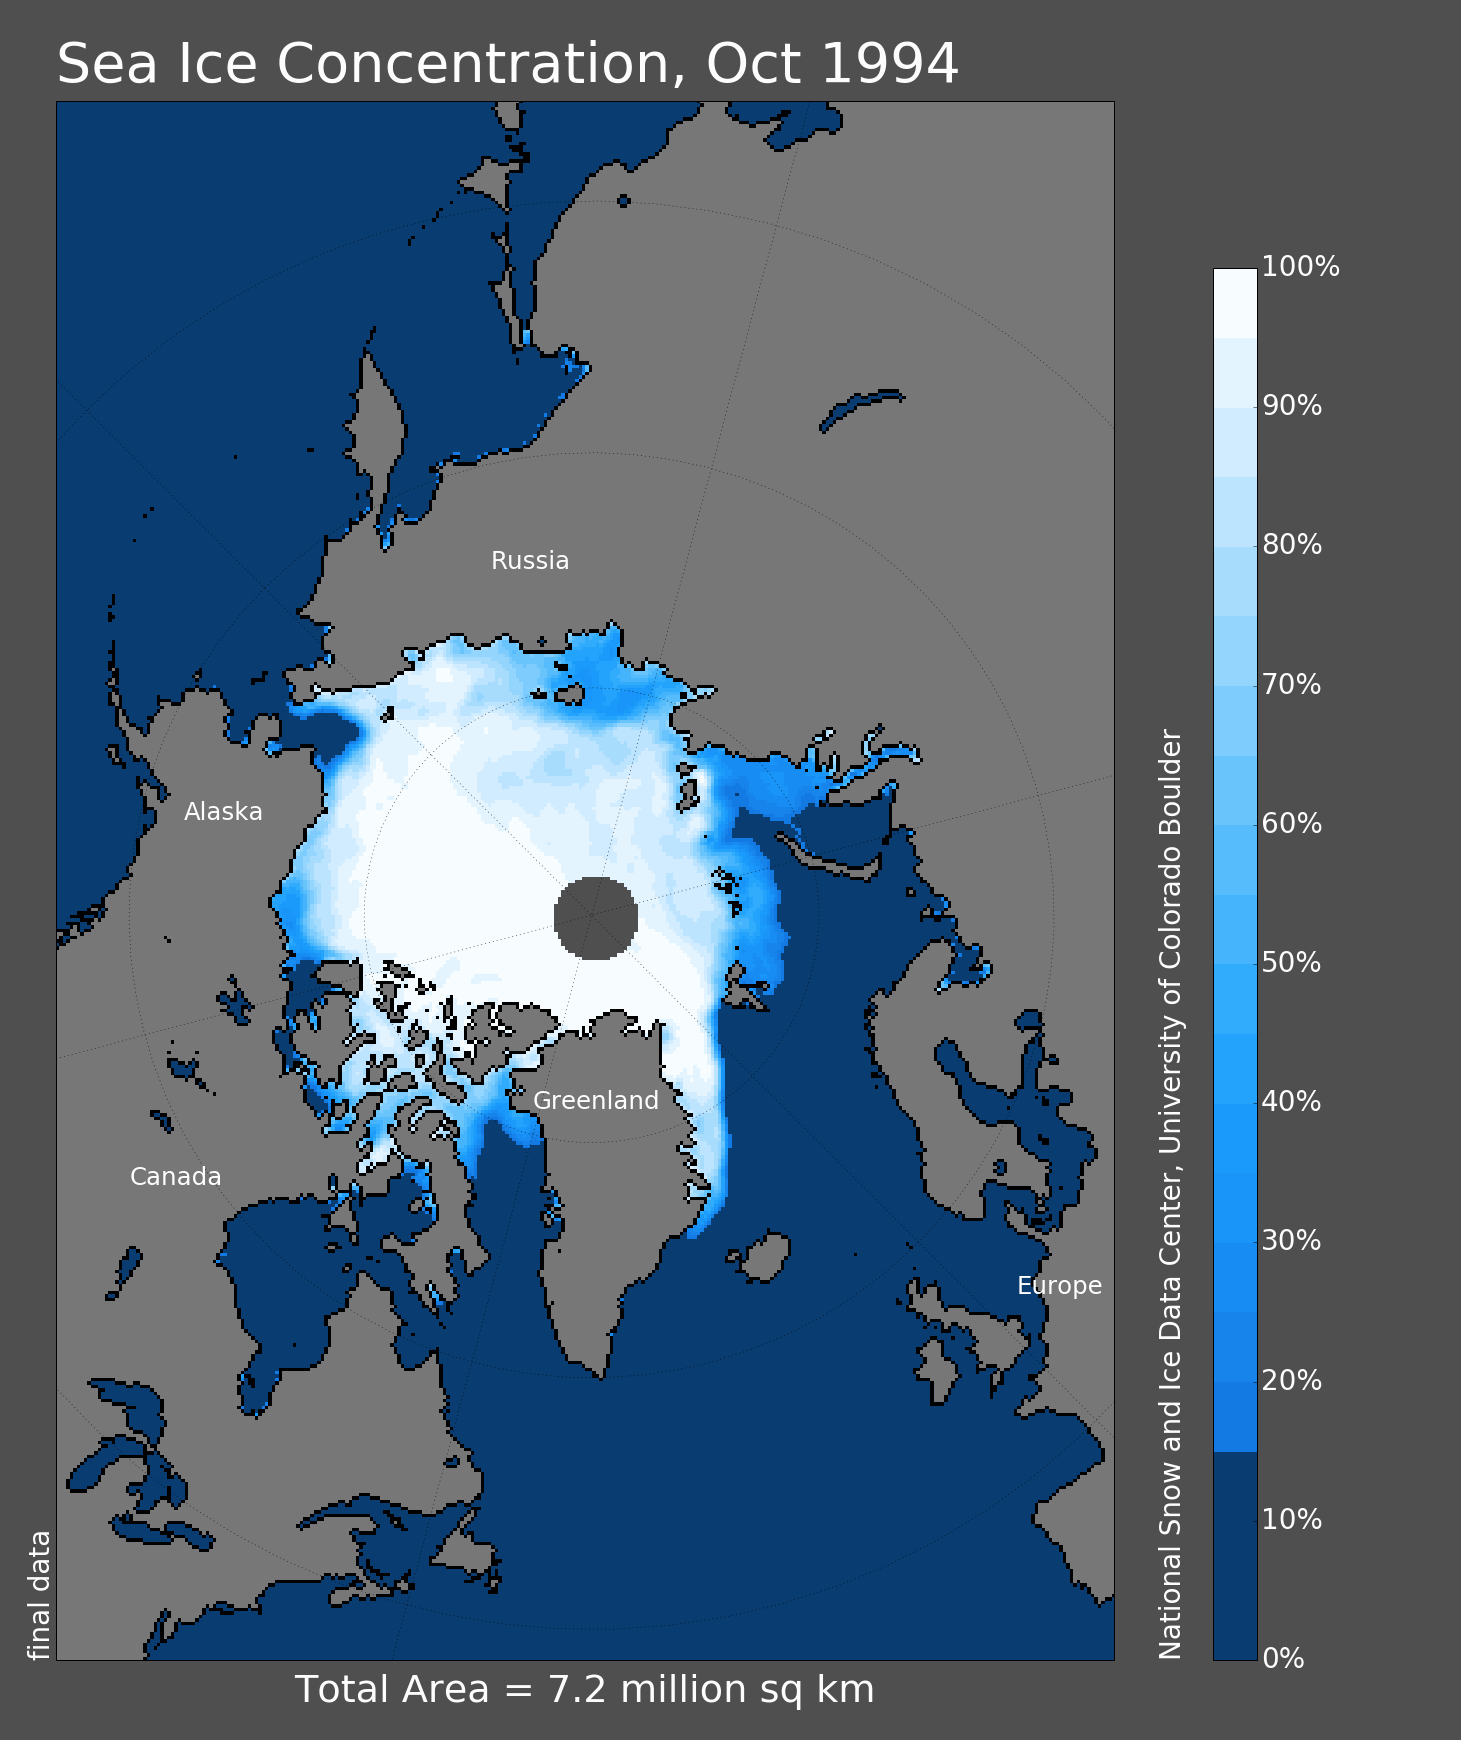 Sea Ice Concentration, Oct 1994
Russia
Alaska
Greenland
Canada
Europe
100%
90%
80%
70%
60%
50%
40%
30%
20%
10%
0%
National Snow and Ice Data Center, University of Colorado Boulder
final data
Total Area = 7.2 million sq km